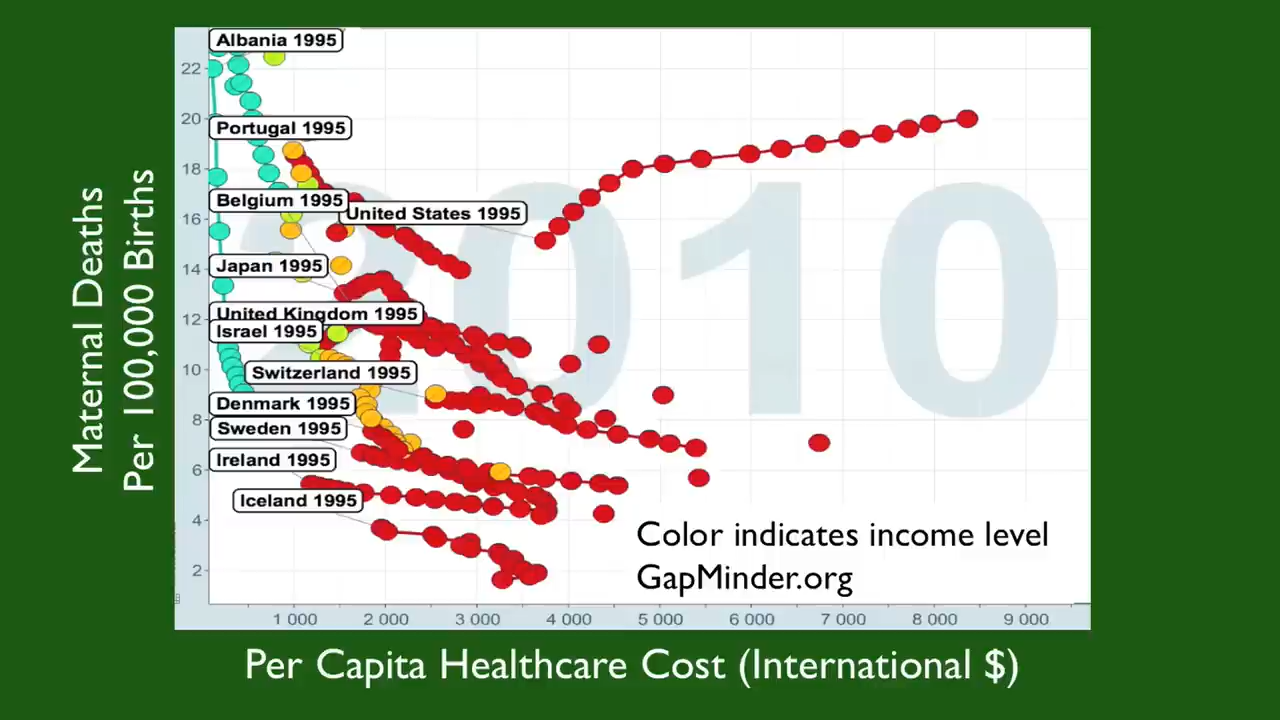 Maternal Deaths
Per 100,000 Births
2010
22
20
18
16
14
12
10
8
6
4
2
Albania 1995
Portugal 1995
Belgium 1995
United States 1995
Japan 1995
United Kingdom 1995
Israel 1995
Switzerland 1995
Denmark 1995
Sweden 1995
Ireland 1995
Iceland 1995
Color indicates income level
GapMinder.org
1 000 2 000 3 000 4 000 5 000 6 000 7 000 8 000 9 000
Per Capita Healthcare Cost (International $)